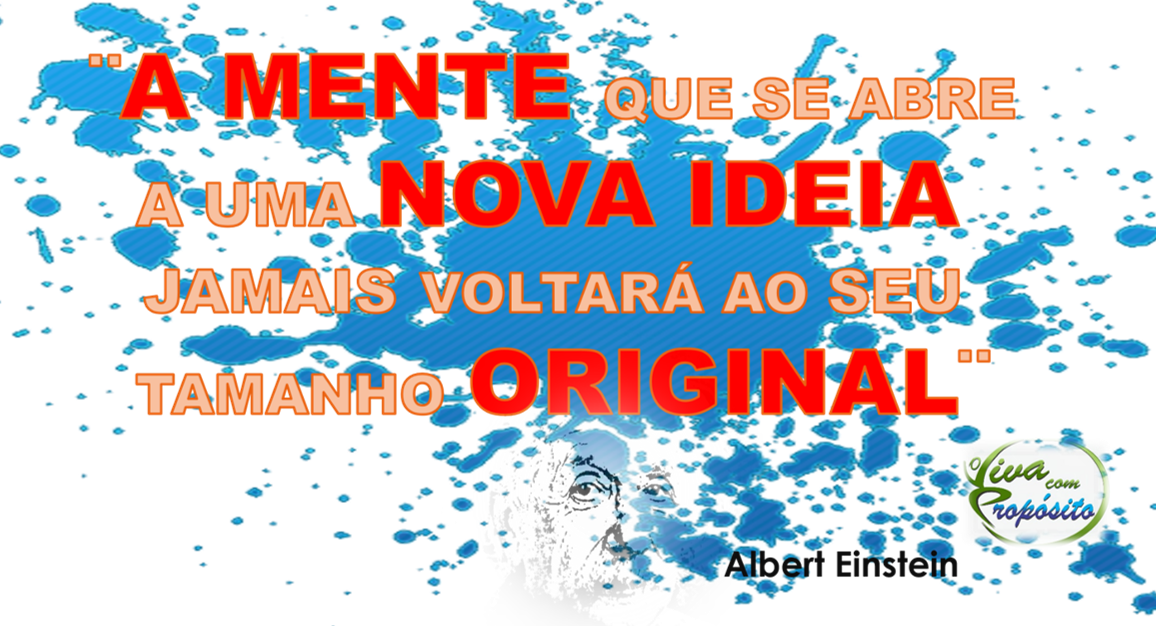 ¨A MENTE QUE SE ABRE
A UMA NOVA IDEIA
JAMAIS VOLTARÁ AO SEU
TAMANHO ORIGINAL¨
O Viva
com
Propósito
Albert Einstein